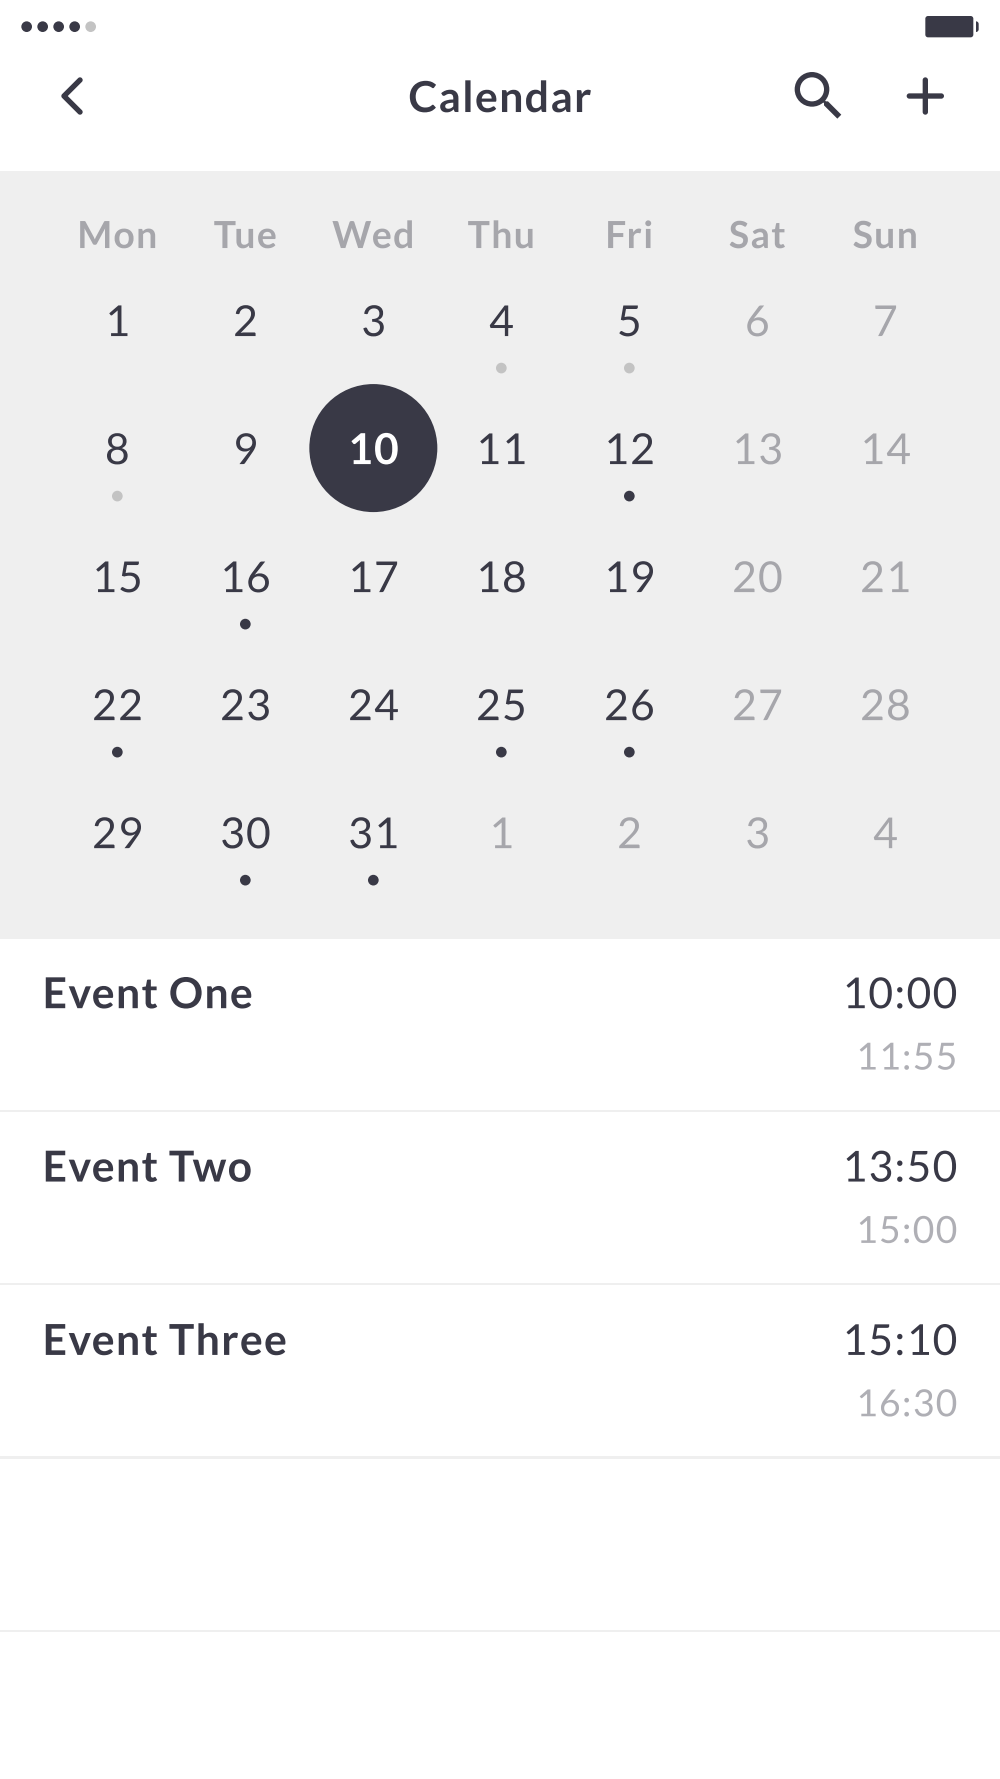 Calendar
Mon Tue Wed Thu Fri Sat Sun
1 2 3 4 5 6 7
8 9 10 11 12 13 14
15 16 17 18 19 20 21
22 23 24 25 26 27 28
29 30 31 1 2 3 4
Event One 10:00
11:55
Event Two 13:50
15:00
Event Three 15:10
16:30